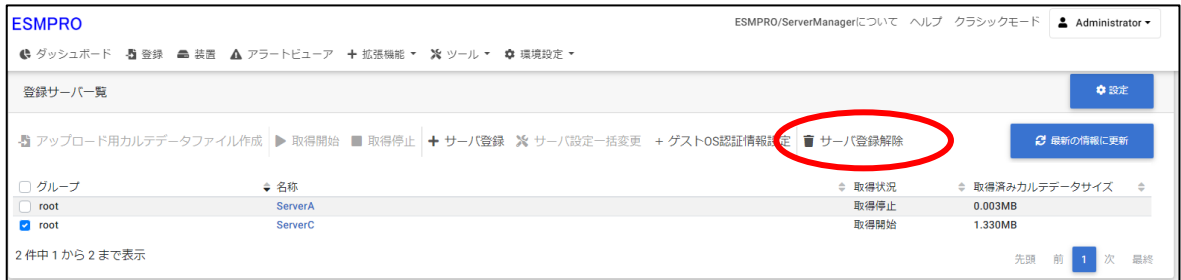 ESMPRO
ESMPRO/ServerManagerについて ヘルプ クラシックモード Administrator
ダッシュボード 登録 装置 アラートビューア 拡張機能 ツール 環境設定
登録サーバ一覧 設定
アップロード用カルテデータファイル作成 取得開始 取得停止 サーバ登録 サーバ設定一括変更 + ゲストOS認証情報設定 サーバ登録解除 最新の情報に更新
グループ 名称 取得状況 取得済みカルテデータサイズ
root ServerA 取得停止 0.003MB
root ServerC 取得開始 1.330MB
2 件中 1 から 2 まで表示
先頭 前 1 次 最終